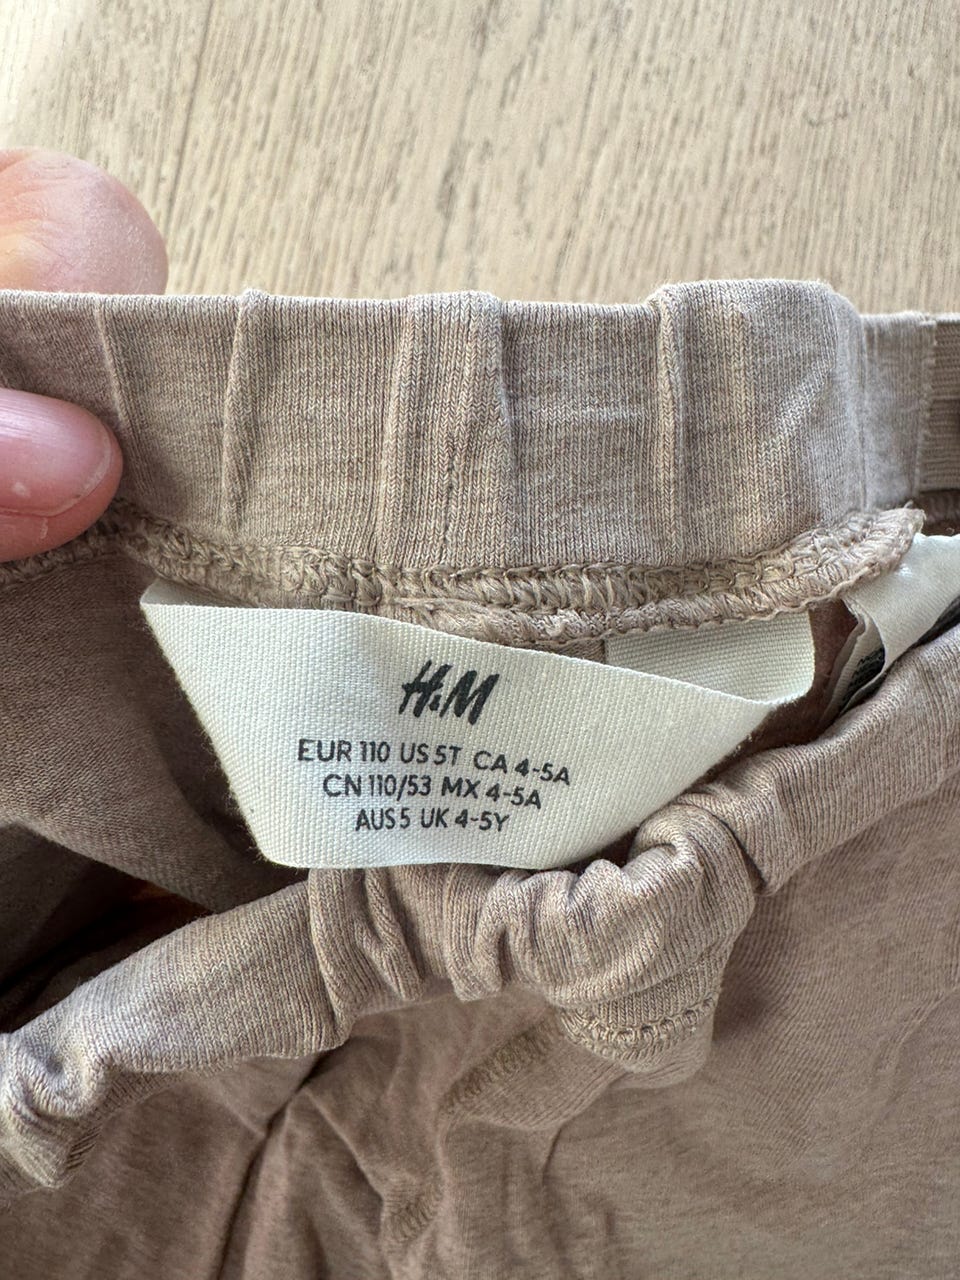 H&M
EUR 110 US 5T CA 4-5A
CN 110/53 MX 4-5A
AUS 5 UK 4-5Y